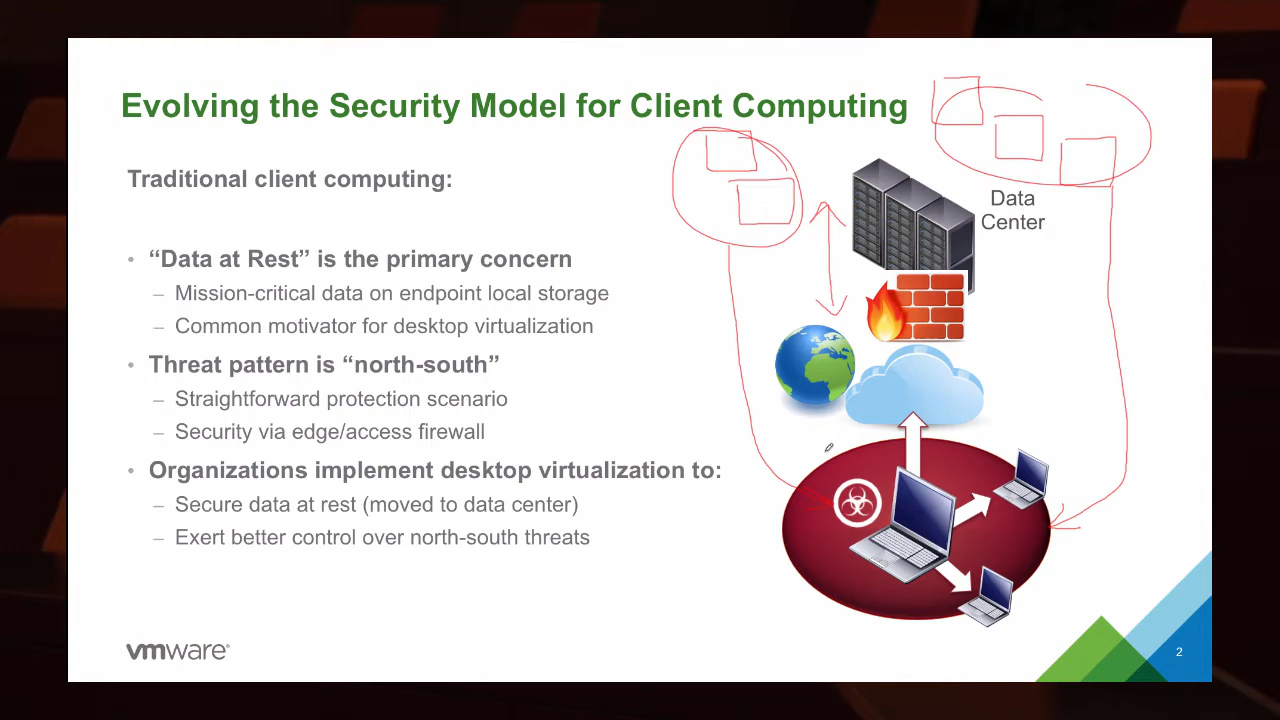 Evolving the Security Model for Client Computing
Traditional client computing:
• “Data at Rest” is the primary concern
– Mission-critical data on endpoint local storage
– Common motivator for desktop virtualization
• Threat pattern is “north-south”
– Straightforward protection scenario
– Security via edge/access firewall
• Organizations implement desktop virtualization to:
– Secure data at rest (moved to data center)
– Exert better control over north-south threats
Data
Center
vmware®
2